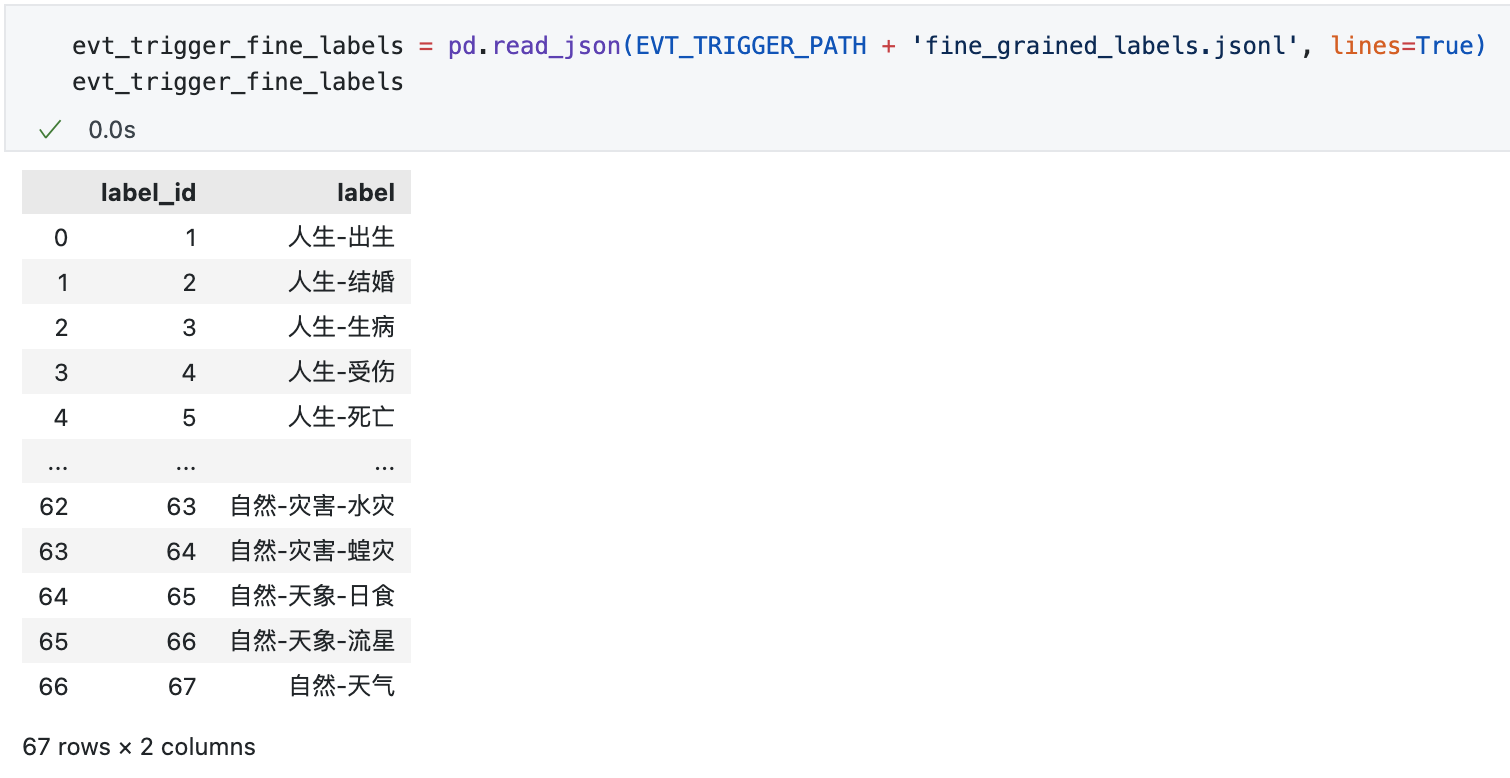 evt_trigger_fine_labels = pd.read_json(EVT_TRIGGER_PATH + 'fine_grained_labels.jsonl', lines=True)
evt_trigger_fine_labels
✓ 0.0s
label_id label
0 1 人生-出生
1 2 人生-结婚
2 3 人生-生病
3 4 人生-受伤
4 5 人生-死亡
... ... ...
62 63 自然-灾害-水灾
63 64 自然-灾害-蝗灾
64 65 自然-天象-日食
65 66 自然-天象-流星
66 67 自然-天气
67 rows × 2 columns